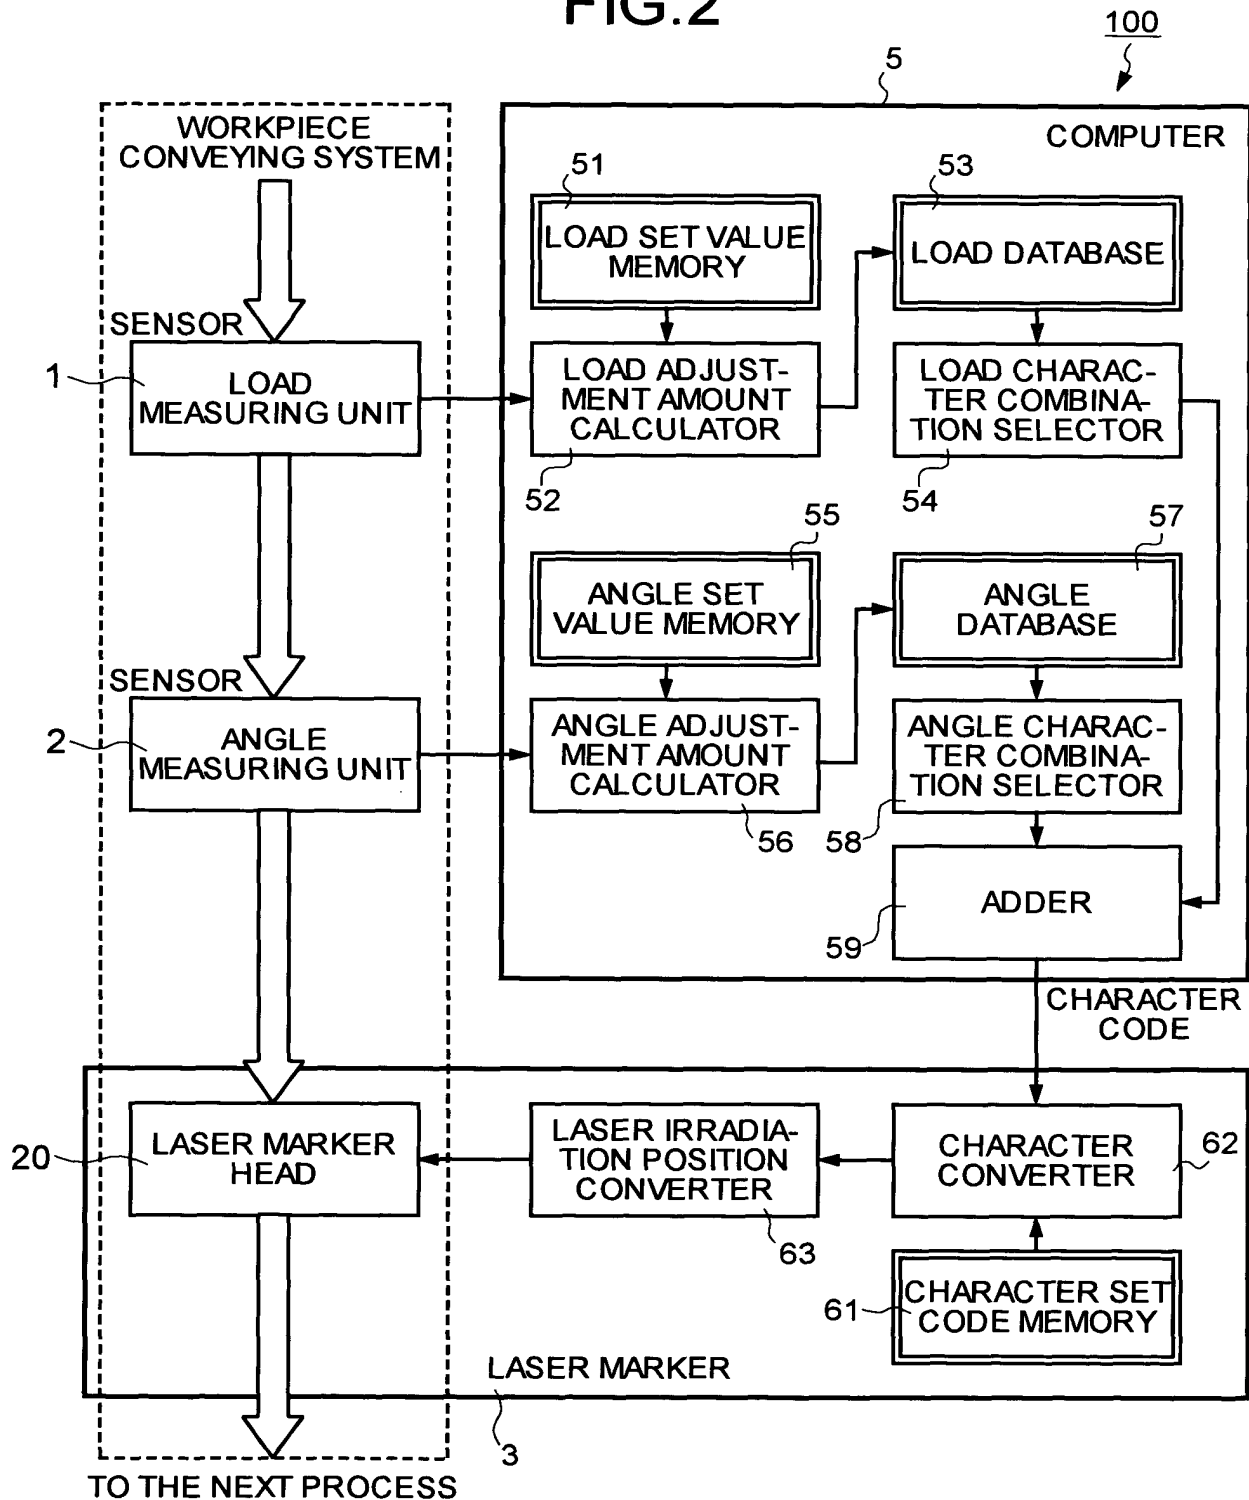 FIG.2
100
5
WORKPIECE
CONVEYING SYSTEM
COMPUTER
51
53
LOAD SET VALUE
MEMORY
LOAD DATABASE
SENSOR
1
LOAD
MEASURING UNIT
LOAD ADJUST-
MENT AMOUNT
CALCULATOR
LOAD CHARAC-
TER COMBINA-
TION SELECTOR
52
54
55
57
ANGLE SET
VALUE MEMORY
ANGLE
DATABASE
SENSOR
2
ANGLE
MEASURING UNIT
ANGLE ADJUST-
MENT AMOUNT
CALCULATOR
ANGLE CHARAC-
TER COMBINA-
TION SELECTOR
56
58
ADDER
59
CHARACTER
CODE
20
LASER MARKER
HEAD
LASER IRRADIA-
TION POSITION
CONVERTER
CHARACTER
CONVERTER
62
63
61
CHARACTER SET
CODE MEMORY
LASER MARKER
3
TO THE NEXT PROCESS